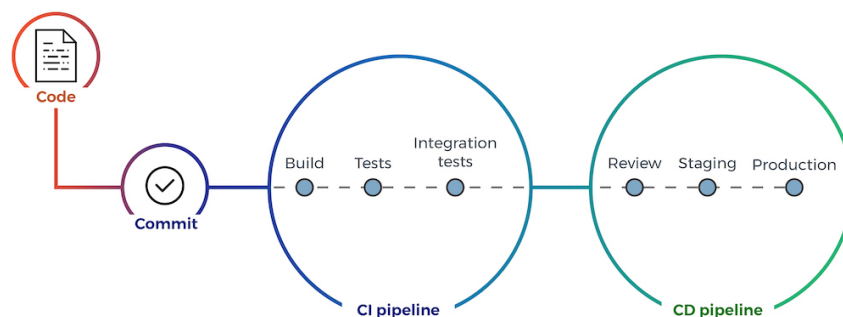 Code
Commit
Build
Tests
Integration
tests
CI pipeline
Review
Staging
Production
CD pipeline